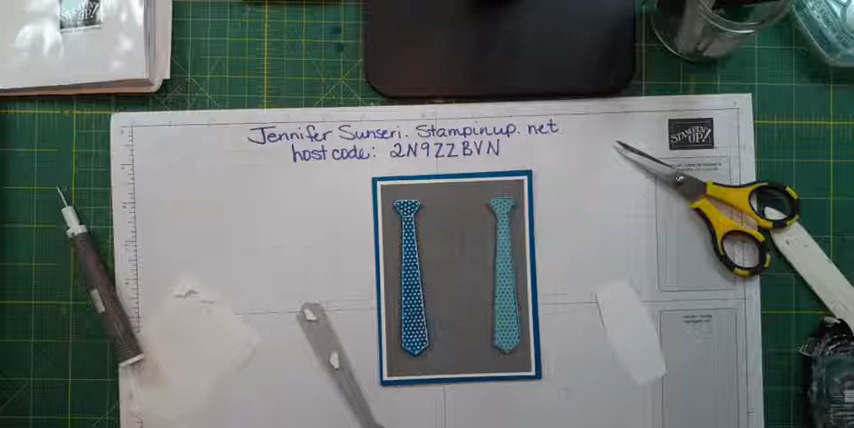 Jennifer Sunseri. Stampinup. net
host code: 2N9ZZBVN
STAMPIN' UP!